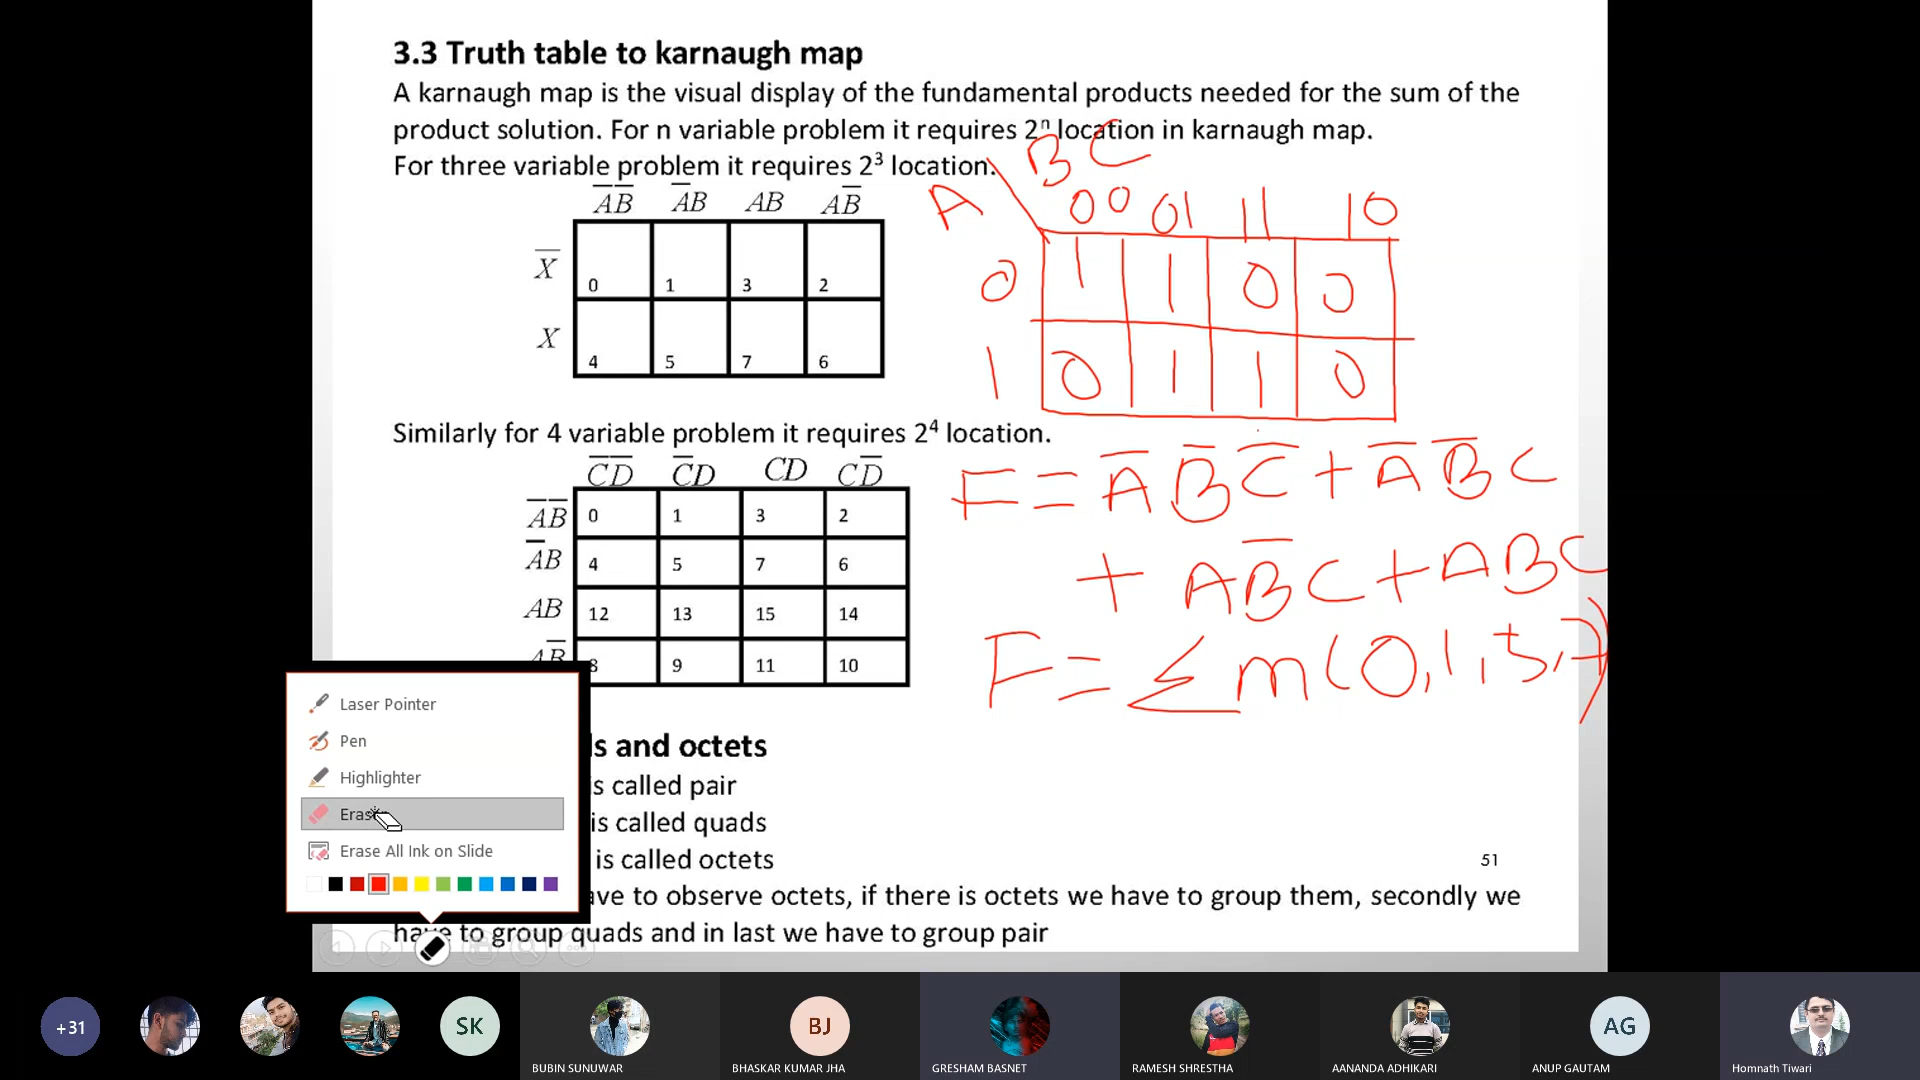 3.3 Truth table to karnaugh map
A karnaugh map is the visual display of the fundamental products needed for the sum of the
product solution. For n variable problem it requires 2ⁿ location in karnaugh map.
For three variable problem it requires 2³ location.
A̅B̅ A̅B AB AB̅
X̅ 0 1 3 2
X 4 5 7 6
A BC
00 01 11 10
0 1 1 0 0
1 0 1 1 0
Similarly for 4 variable problem it requires 2⁴ location.
C̅D̅ C̅D CD CD̅
A̅B̅ 0 1 3 2
A̅B 4 5 7 6
AB 12 13 15 14
AB̅ 8 9 11 10
F = A̅ B̅ C̅ + A̅ B̅ C
+ A B̅ C + A B C
F = Σ m (0, 1, 5, 7)
s and octets
s called pair
is called quads
is called octets
51
ave to observe octets, if there is octets we have to group them, secondly we
have to group quads and in last we have to group pair
Laser Pointer
Pen
Highlighter
Erase All Ink on Slide
+31
SK
BUBIN SUNUWAR
BJ
BHASKAR KUMAR JHA
GRESHAM BASNET
RAMESH SHRESTHA
AANANDA ADHIKARI
AG
ANUP GAUTAM
Homnath Tiwari